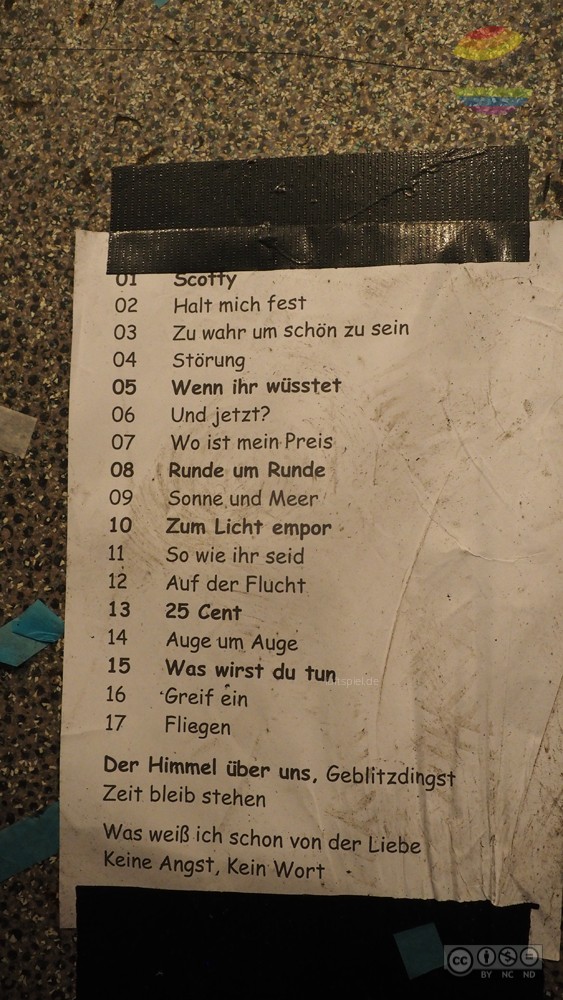 01 Scotty
02 Halt mich fest
03 Zu wahr um schön zu sein
04 Störung
05 Wenn ihr wüsstet
06 Und jetzt?
07 Wo ist mein Preis
08 Runde um Runde
09 Sonne und Meer
10 Zum Licht empor
11 So wie ihr seid
12 Auf der Flucht
13 25 Cent
14 Auge um Auge
15 Was wirst du tun
16 Greif ein
17 Fliegen
Der Himmel über uns, Geblitzdingst
Zeit bleib stehen
Was weiß ich schon von der Liebe
Keine Angst, Kein Wort
cc
BY NC ND